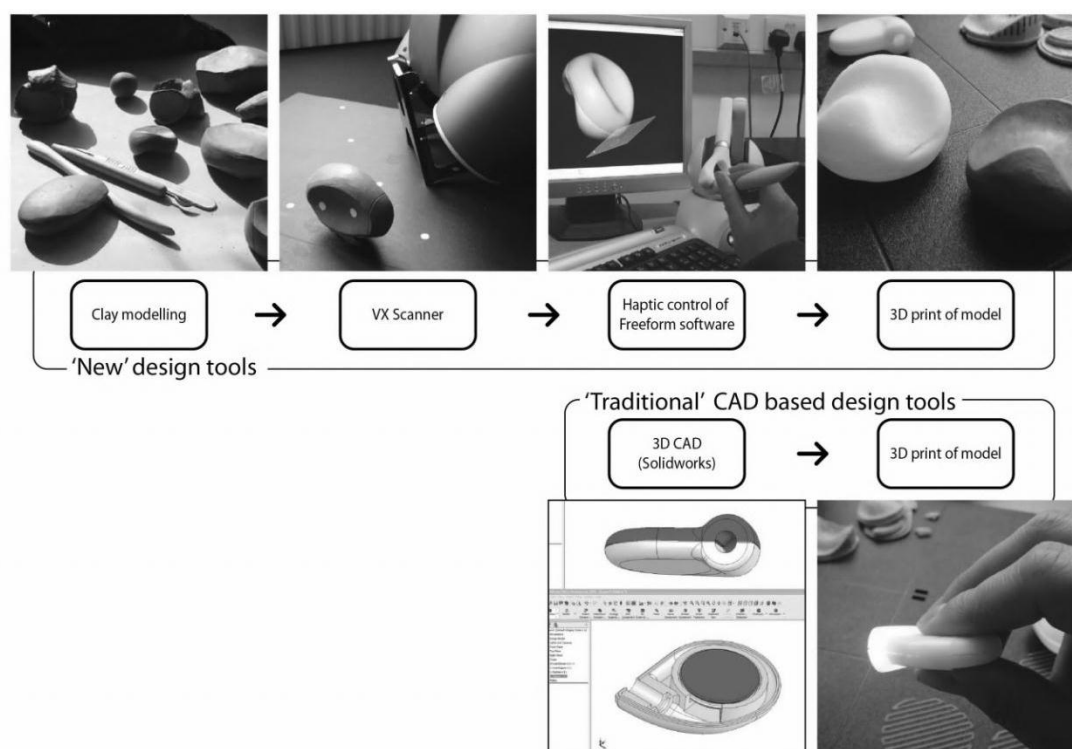 Clay modelling
VX Scanner
Haptic control of
Freeform software
3D print of model
'New' design tools
'Traditional' CAD based design tools
3D CAD
(Solidworks)
3D print of model